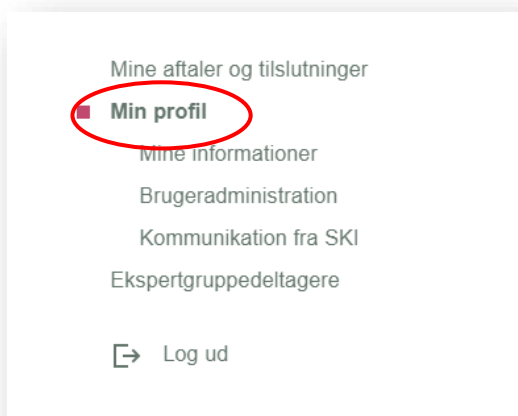 Mine aftaler og tilslutninger
Min profil
Mine informationer
Brugeradministration
Kommunikation fra SKI
Ekspertgruppedeltagere
Log ud